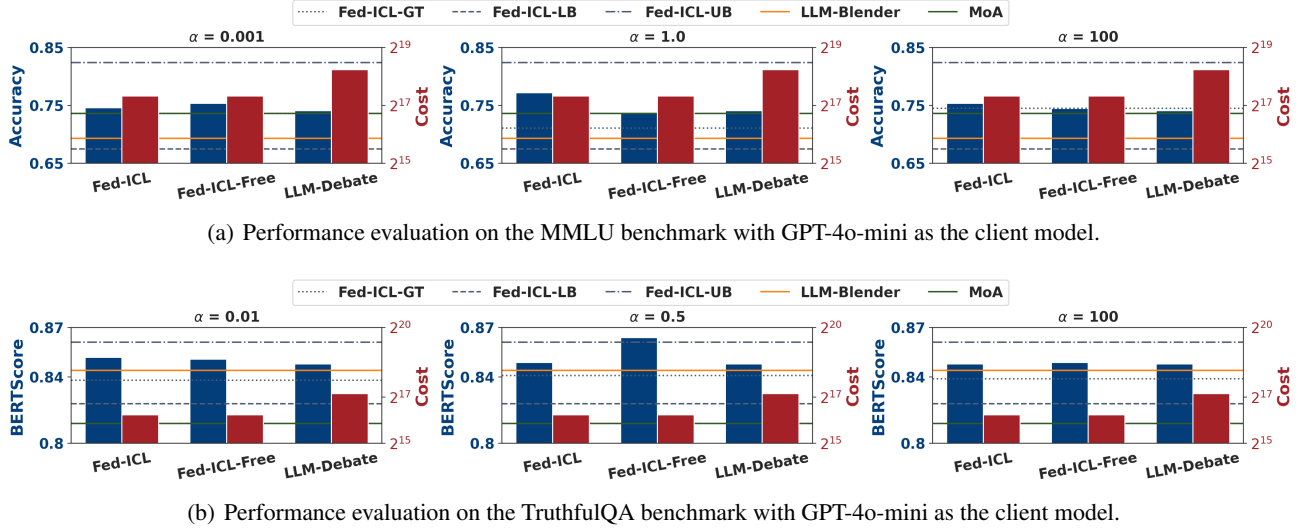 Fed-ICL-GT Fed-ICL-LB Fed-ICL-UB LLM-Blender MoA
α = 0.001 α = 1.0 α = 100
0.85 2^19 0.85 2^19 0.85 2^19
Accuracy Cost Accuracy Cost Accuracy Cost
0.75 2^17 0.75 2^17 0.75 2^17
0.65 2^15 0.65 2^15 0.65 2^15
Fed-ICL Fed-ICL-Free LLM-Debate Fed-ICL Fed-ICL-Free LLM-Debate Fed-ICL Fed-ICL-Free LLM-Debate
(a) Performance evaluation on the MMLU benchmark with GPT-4o-mini as the client model.
Fed-ICL-GT Fed-ICL-LB Fed-ICL-UB LLM-Blender MoA
α = 0.01 α = 0.5 α = 100
0.87 2^20 0.87 2^20 0.87 2^20
BERTScore Cost BERTScore Cost BERTScore Cost
0.84 2^17 0.84 2^17 0.84 2^17
0.8 2^15 0.8 2^15 0.8 2^15
Fed-ICL Fed-ICL-Free LLM-Debate Fed-ICL Fed-ICL-Free LLM-Debate Fed-ICL Fed-ICL-Free LLM-Debate
(b) Performance evaluation on the TruthfulQA benchmark with GPT-4o-mini as the client model.